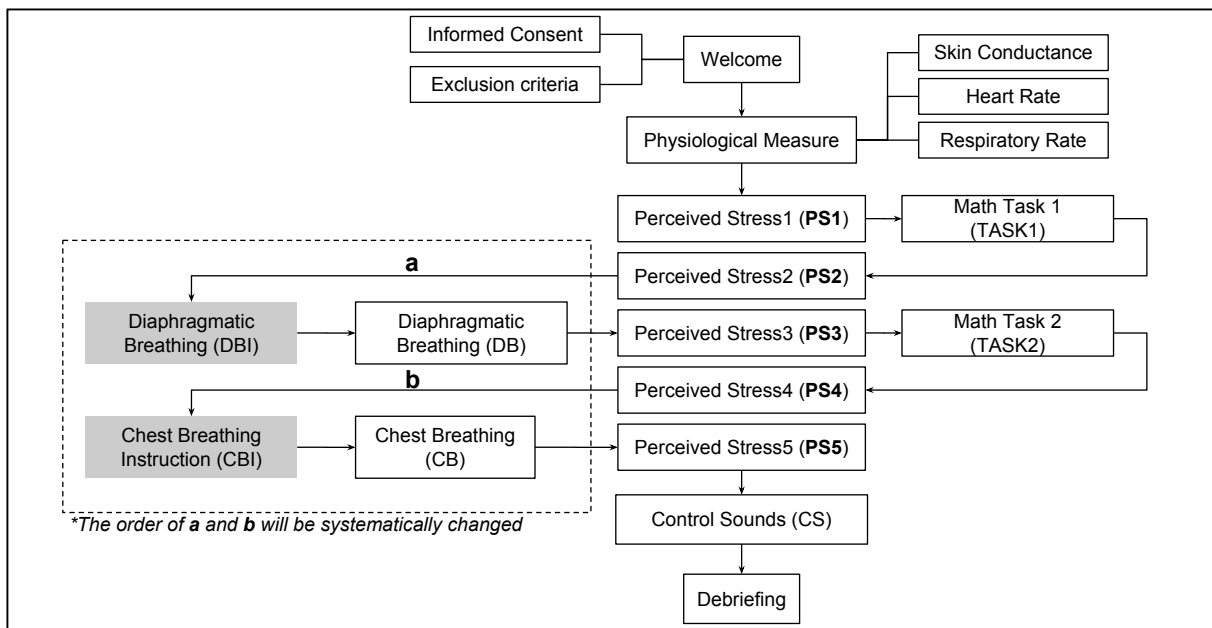 Informed Consent
Exclusion criteria
Welcome
Skin Conductance
Heart Rate
Respiratory Rate
Physiological Measure
Perceived Stress1 (PS1)
Math Task 1
(TASK1)
a
Perceived Stress2 (PS2)
Diaphragmatic
Breathing (DBI)
Diaphragmatic
Breathing (DB)
Perceived Stress3 (PS3)
Math Task 2
(TASK2)
b
Perceived Stress4 (PS4)
Chest Breathing
Instruction (CBI)
Chest Breathing
(CB)
Perceived Stress5 (PS5)
*The order of a and b will be systematically changed
Control Sounds (CS)
Debriefing